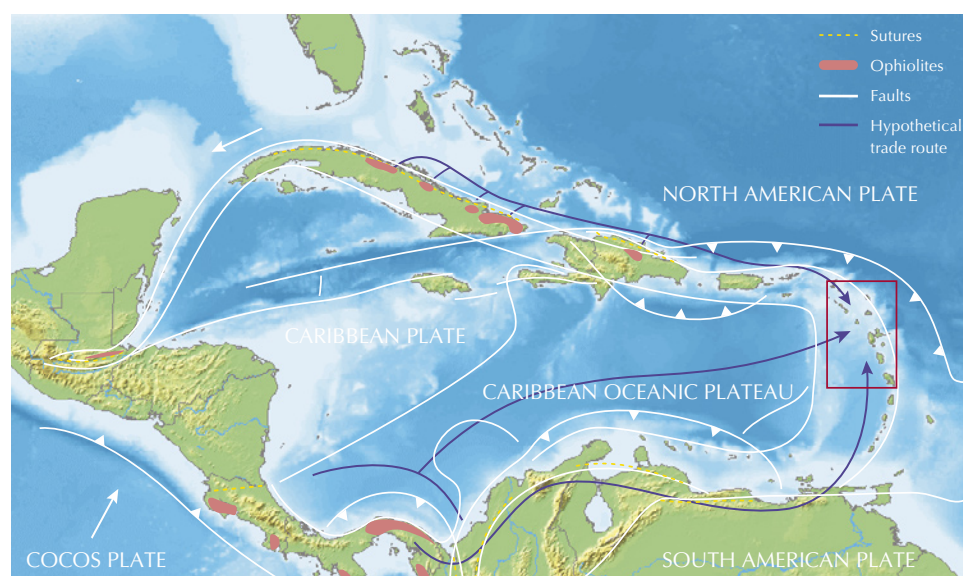 Sutures
Ophiolites
Faults
Hypothetical
trade route
NORTH AMERICAN PLATE
CARIBBEAN PLATE
CARIBBEAN OCEANIC PLATEAU
COCOS PLATE
SOUTH AMERICAN PLATE